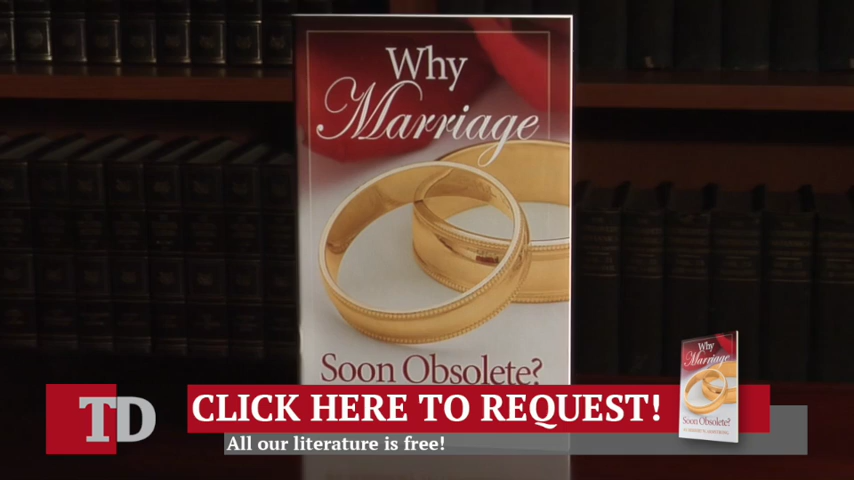 Why
Marriage
Soon Obsolete?
TD
CLICK HERE TO REQUEST!
All our literature is free!
Why
Marriage
Soon Obsolete?